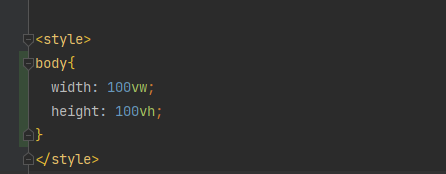 <style>
body{
width: 100vw;
height: 100vh;
}
</style>